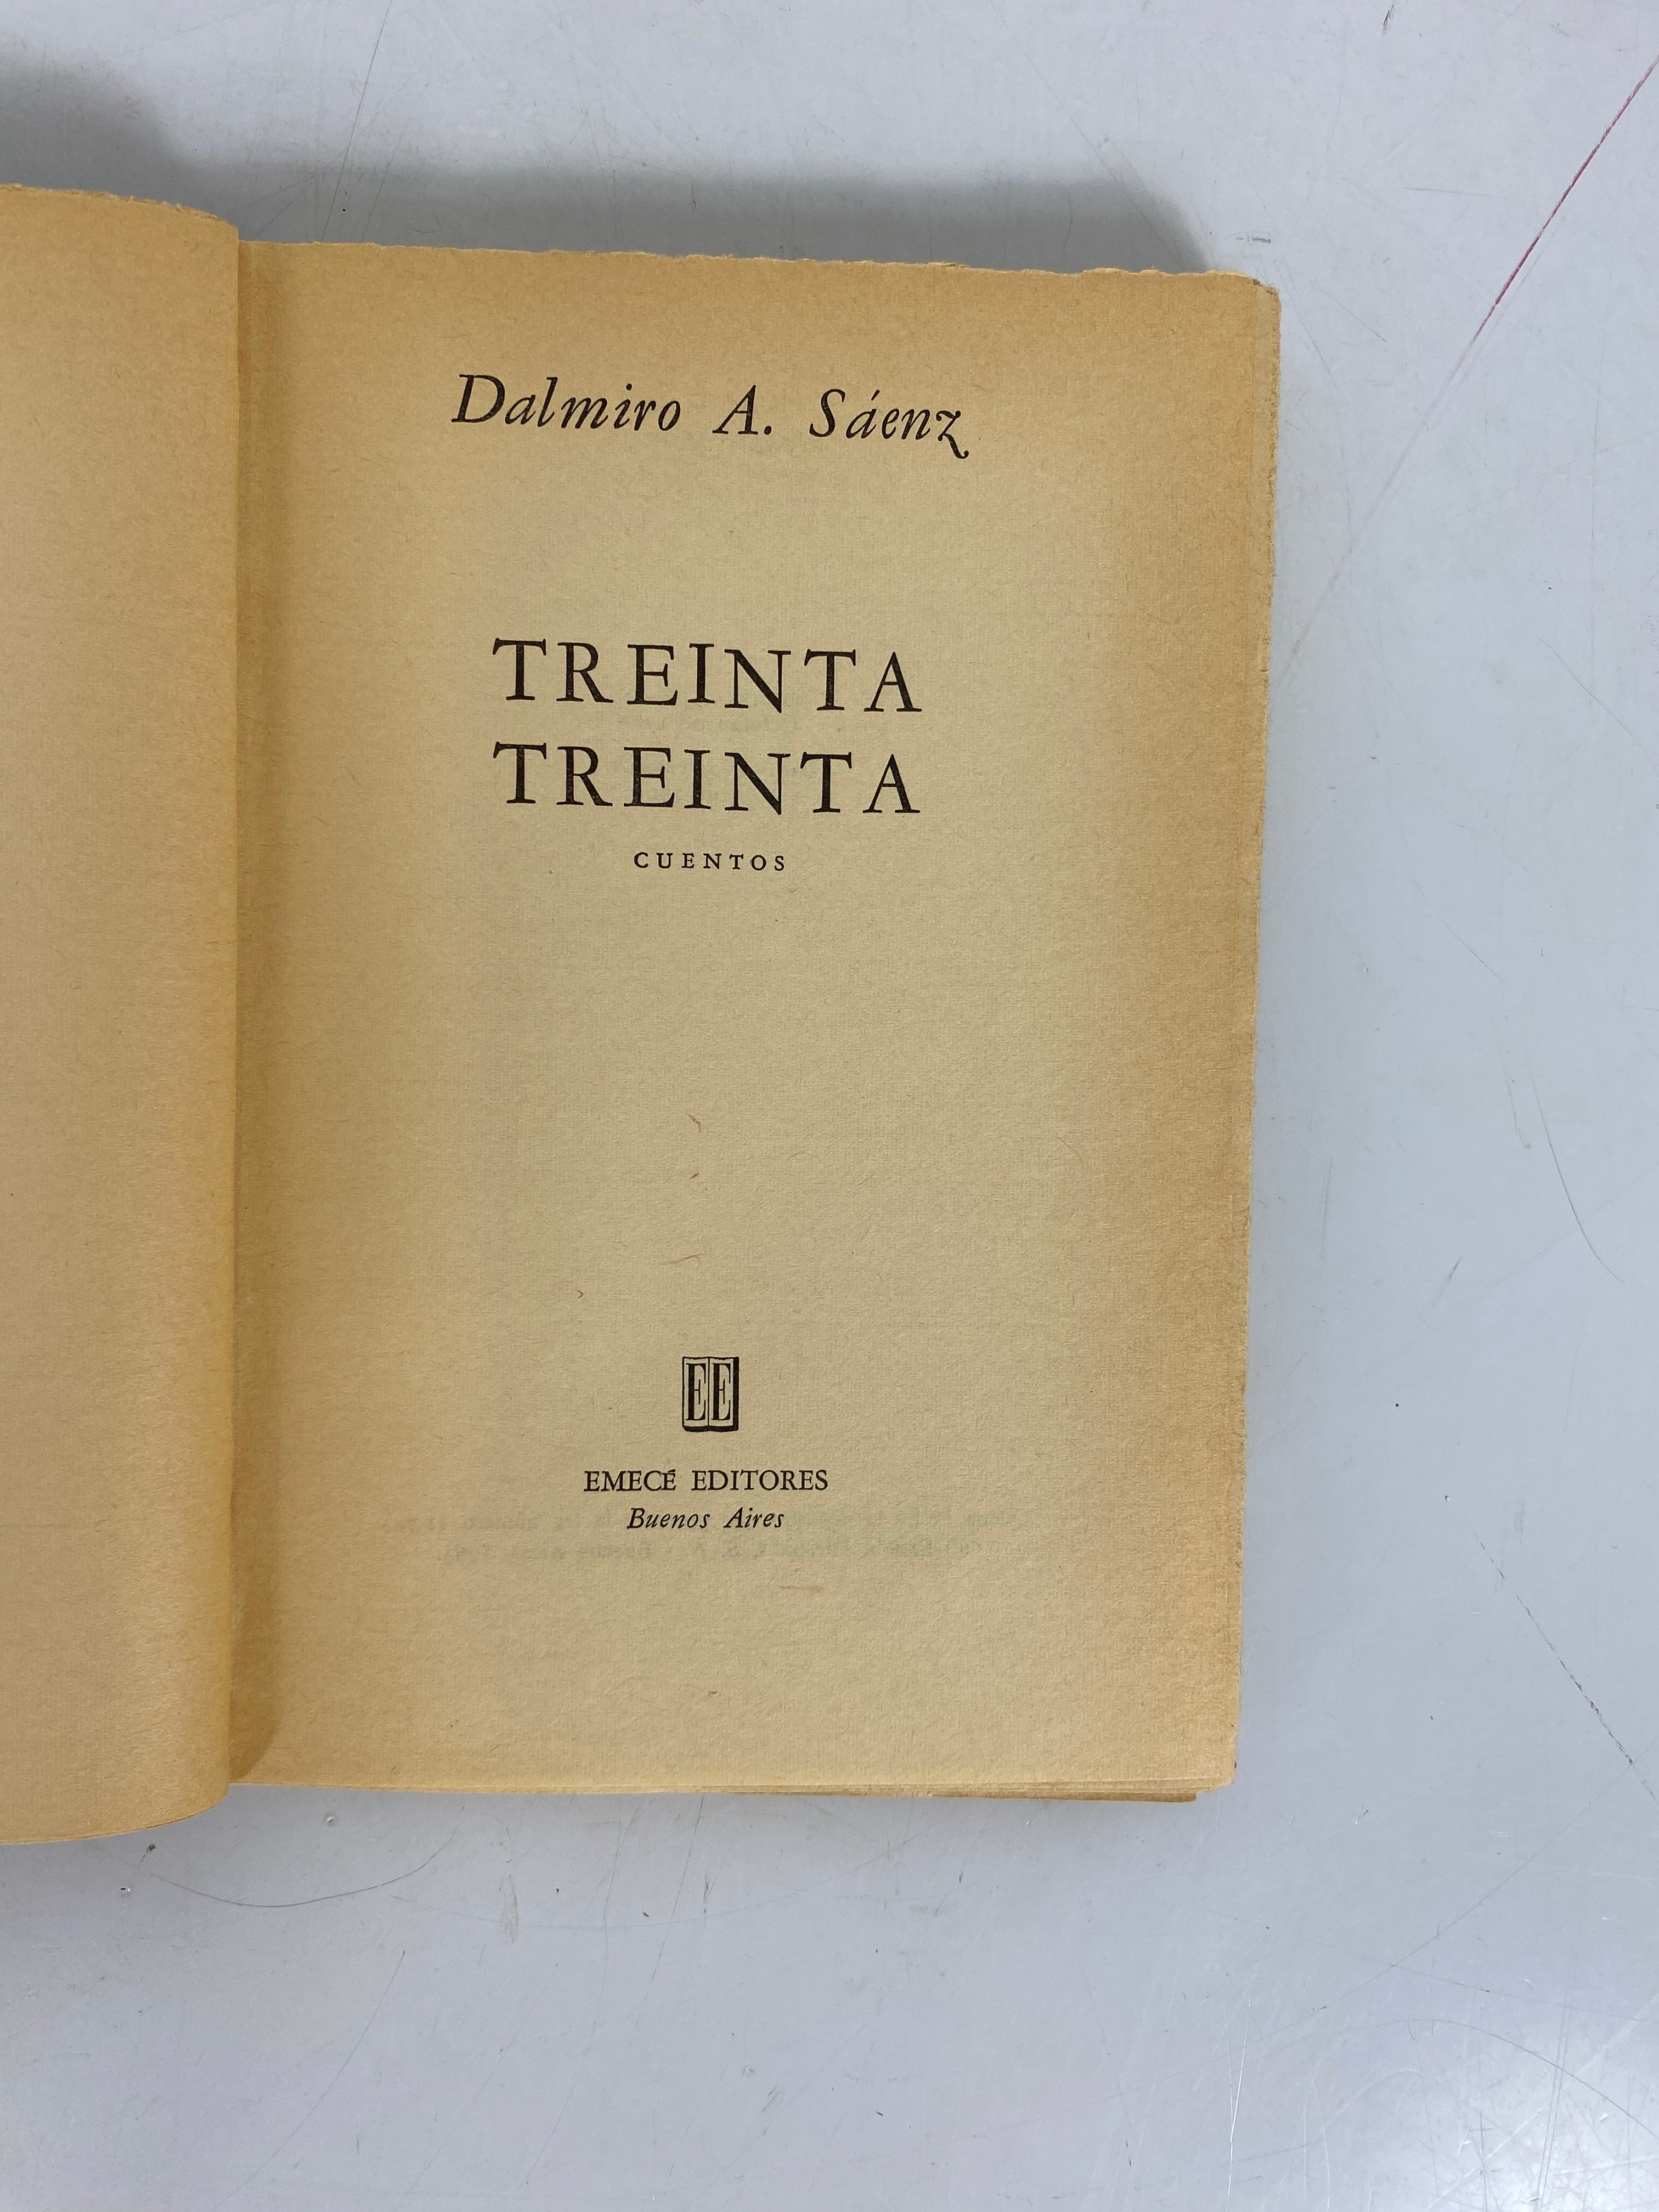 Dalmiro A. Sáenz
TREINTA
TREINTA
CUENTOS
EE
EMECÉ EDITORES
Buenos Aires